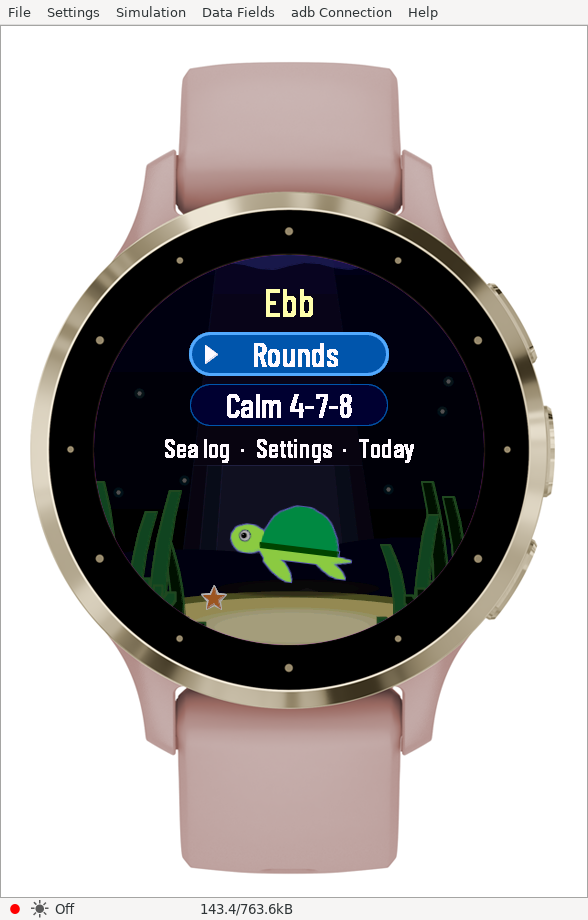 File Settings Simulation Data Fields adb Connection Help
Ebb
Rounds
Calm 4-7-8
Sea log · Settings · Today
Off 143.4/763.6kB